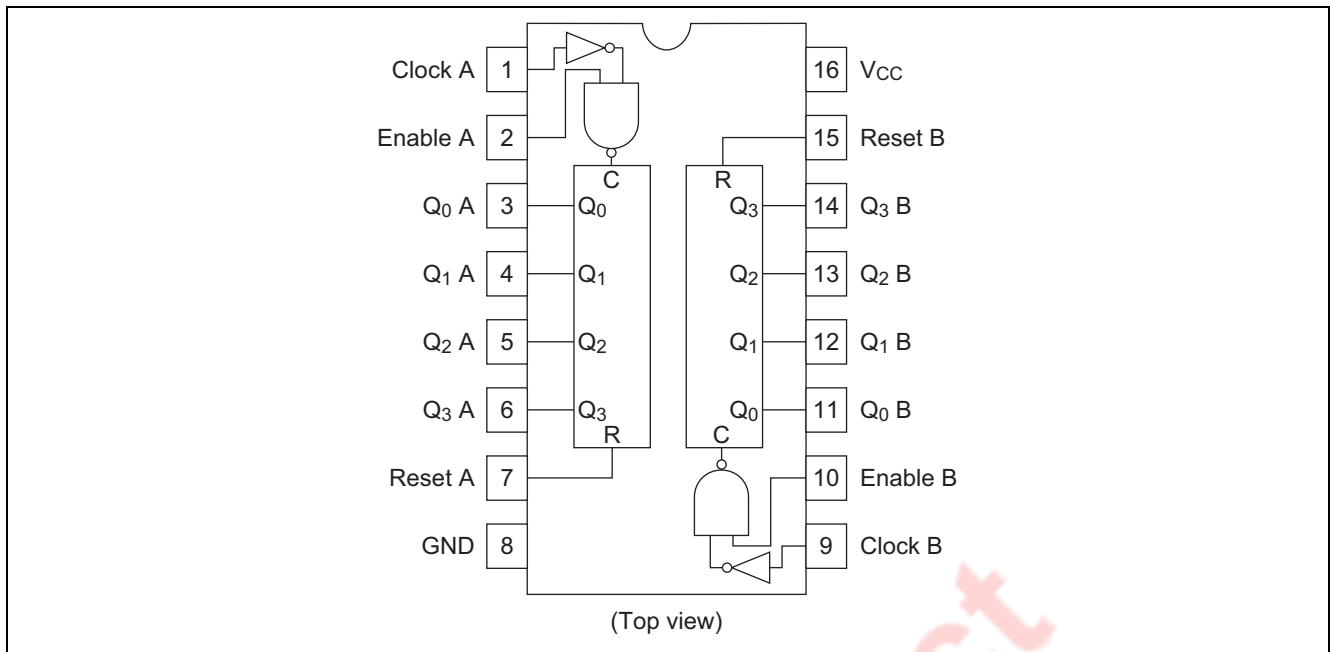 Clock A 1
16 VCC
Enable A 2
15 Reset B
C
R
Q0 A 3 Q0
Q3 14 Q3 B
Q1 A 4 Q1
Q2 13 Q2 B
Q2 A 5 Q2
Q1 12 Q1 B
Q3 A 6 Q3
Q0 11 Q0 B
R
C
Reset A 7
10 Enable B
GND 8
9 Clock B
(Top view)